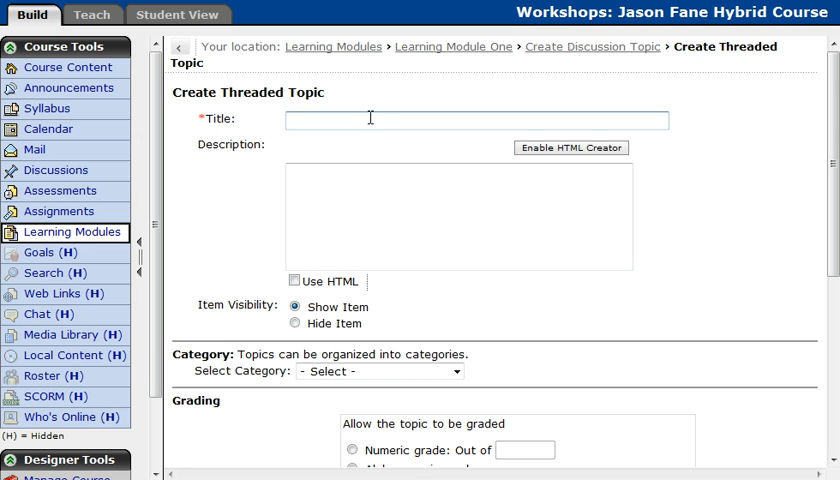 Build Teach Student View Workshops: Jason Fane Hybrid Course
Course Tools
Course Content
Announcements
Syllabus
Calendar
Mail
Discussions
Assessments
Assignments
Learning Modules
Goals (H)
Search (H)
Web Links (H)
Chat (H)
Media Library (H)
Local Content (H)
Roster (H)
SCORM (H)
Who's Online (H)
(H) = Hidden
Designer Tools
Manage Course
Your location: Learning Modules › Learning Module One › Create Discussion Topic › Create Threaded
Topic
Create Threaded Topic
*Title:
Description: Enable HTML Creator
Use HTML
Item Visibility: Show Item
Hide Item
Category: Topics can be organized into categories.
Select Category: - Select -
Grading
Allow the topic to be graded
Numeric grade: Out of